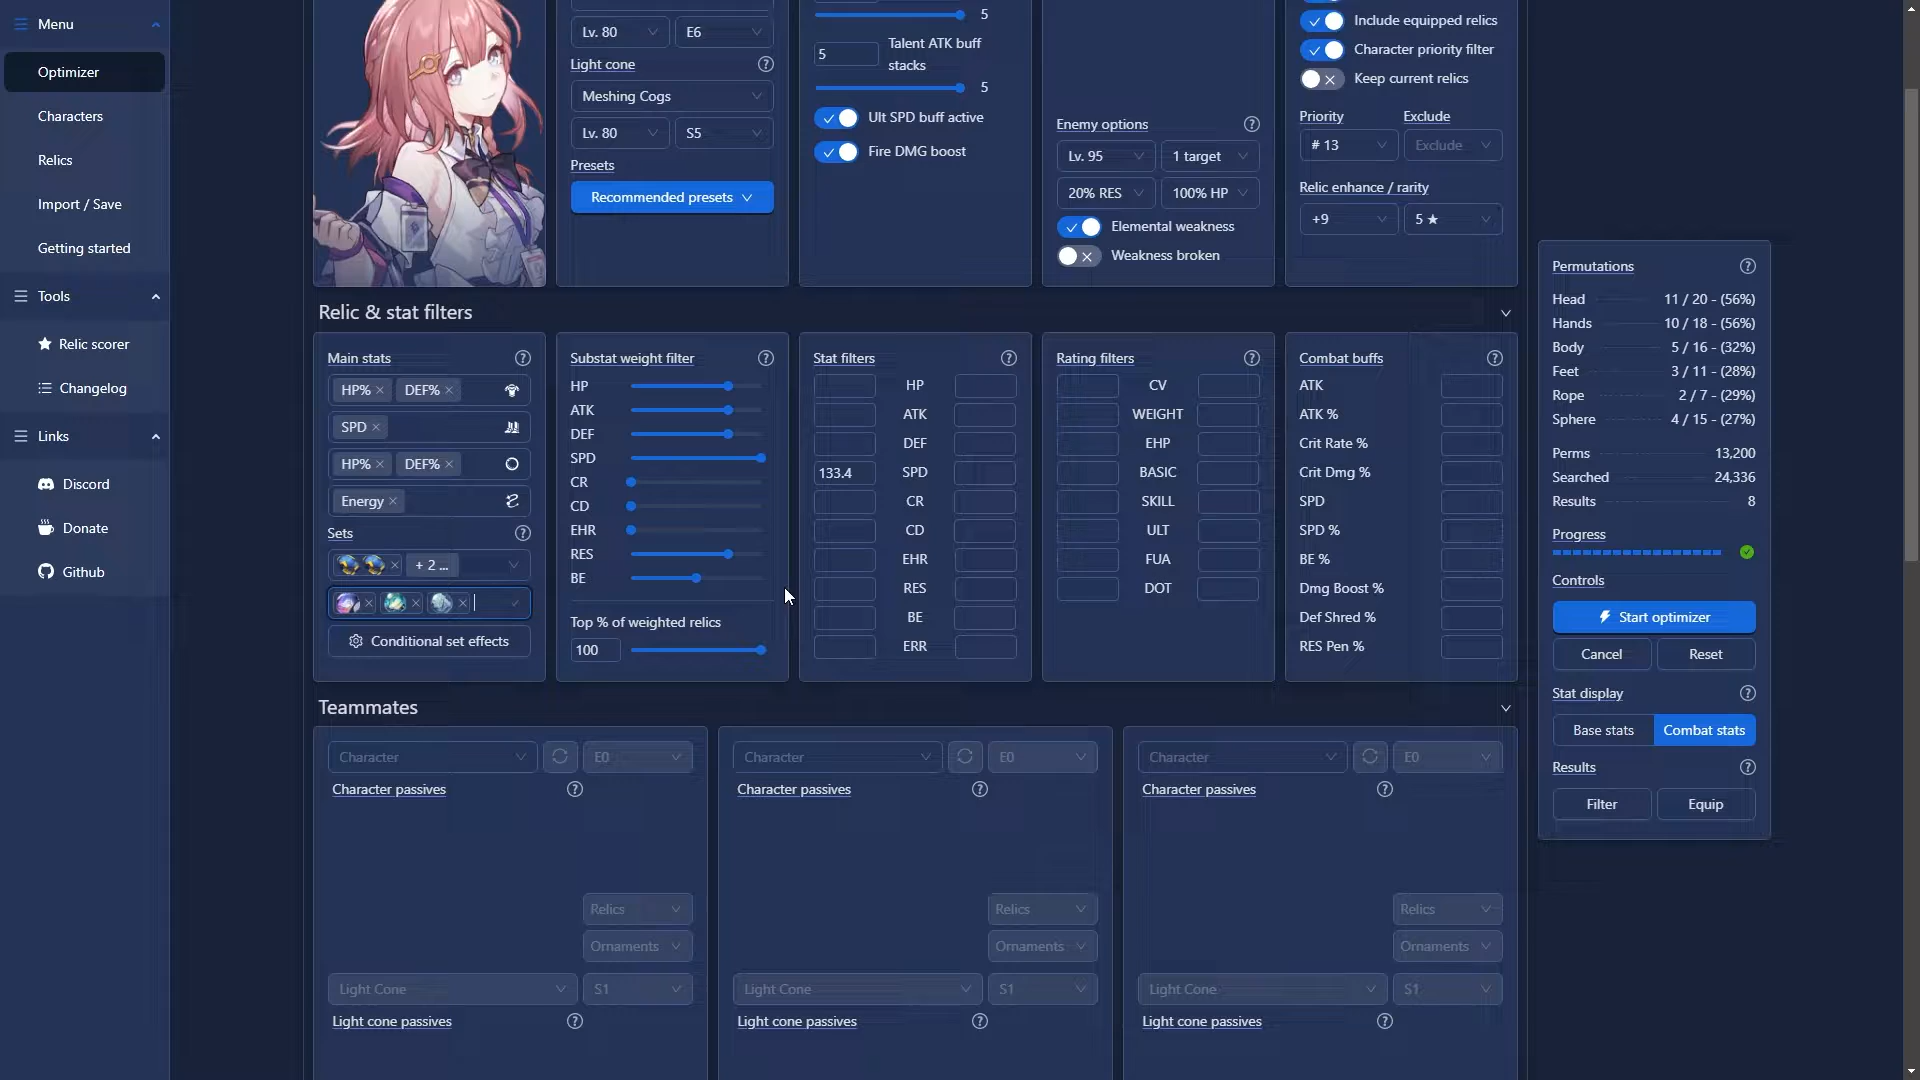 Menu
Optimizer
Characters
Relics
Import / Save
Getting started
Tools
Relic scorer
Changelog
Links
Discord
Donate
Github
Lv. 80
E6
Light cone
Meshing Cogs
Lv. 80
S5
Presets
Recommended presets
5
5
Talent ATK buff
stacks
5
Ult SPD buff active
Fire DMG boost
Enemy options
Lv. 95
1 target
20% RES
100% HP
Elemental weakness
Weakness broken
Include equipped relics
Character priority filter
Keep current relics
Priority
Exclude
# 13
Exclude
Relic enhance / rarity
+9
5 ★
Relic & stat filters
Main stats
HP%
DEF%
SPD
HP%
DEF%
Energy
Sets
+ 2 ...
Conditional set effects
Substat weight filter
HP
ATK
DEF
SPD
CR
CD
EHR
RES
BE
Top % of weighted relics
100
Stat filters
HP
ATK
DEF
133.4
SPD
CR
CD
EHR
RES
BE
ERR
Rating filters
CV
WEIGHT
EHP
BASIC
SKILL
ULT
FUA
DOT
Combat buffs
ATK
ATK %
Crit Rate %
Crit Dmg %
SPD
SPD %
BE %
Dmg Boost %
Def Shred %
RES Pen %
Permutations
Head 11 / 20 - (56%)
Hands 10 / 18 - (56%)
Body 5 / 16 - (32%)
Feet 3 / 11 - (28%)
Rope 2 / 7 - (29%)
Sphere 4 / 15 - (27%)
Perms 13,200
Searched 24,336
Results 8
Progress
Controls
Start optimizer
Cancel
Reset
Stat display
Base stats
Combat stats
Results
Filter
Equip
Teammates
Character
E0
Character passives
Relics
Ornaments
Light Cone
S1
Light cone passives
Character
E0
Character passives
Relics
Ornaments
Light Cone
S1
Light cone passives
Character
E0
Character passives
Relics
Ornaments
Light Cone
S1
Light cone passives